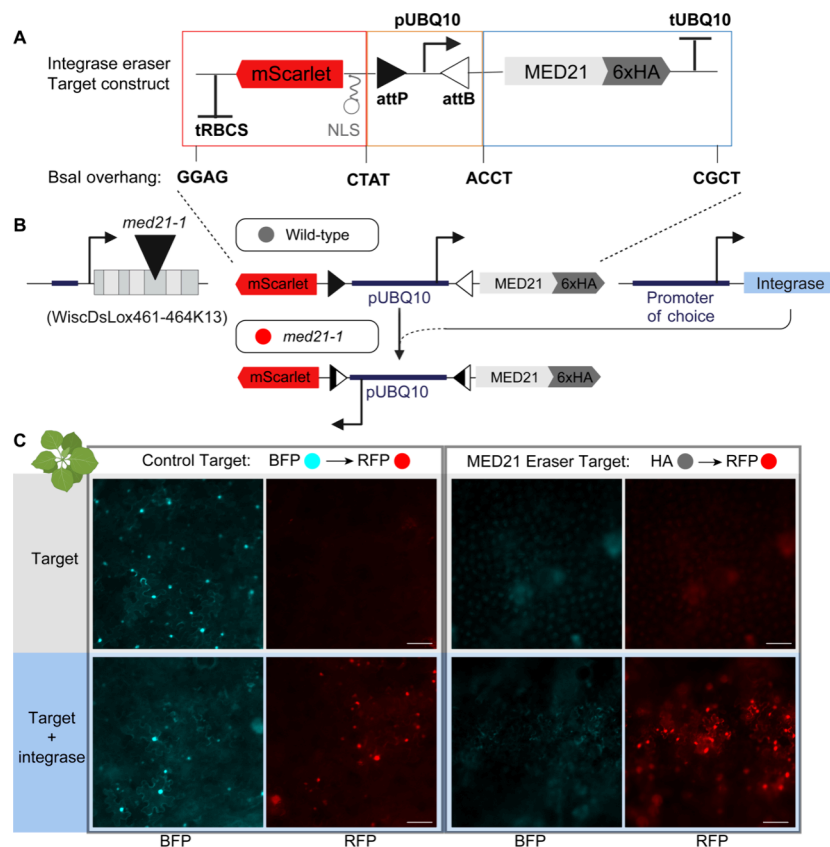 A
pUBQ10
tUBQ10
Integrase eraser
Target construct
mScarlet
MED21
6xHA
attP
attB
tRBCS
NLS
BsaI overhang:
GGAG
CTAT
ACCT
CGCT
B
med21-1
Wild-type
mScarlet
MED21
6xHA
Integrase
pUBQ10
Promoter
of choice
(WiscDsLox461-464K13)
med21-1
mScarlet
MED21
6xHA
pUBQ10
C
Control Target: BFP → RFP
MED21 Eraser Target: HA → RFP
Target
Target
+
integrase
BFP
RFP
BFP
RFP